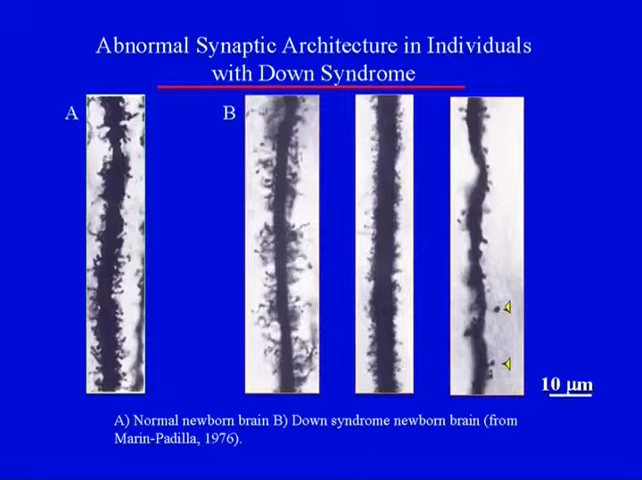 Abnormal Synaptic Architecture in Individuals
with Down Syndrome
A
B
10 µm
A) Normal newborn brain B) Down syndrome newborn brain (from
Marin-Padilla, 1976).